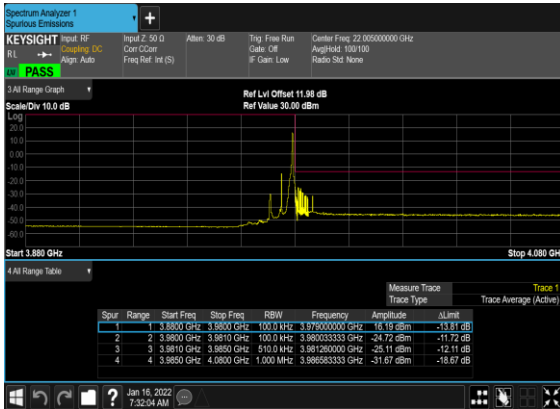 Spectrum Analyzer 1
Spurious Emissions
+
KEYSIGHT Input: RF Input Z: 50 Ω Atten: 30 dB Trig: Free Run Center Freq: 22.005000000 GHz
RL Coupling: DC Corr CCorr Gate: Off Avg|Hold: 100/100
Align: Auto Freq Ref: Int (S) IF Gain: Low Radio Std: None
PASS
3 All Range Graph
Ref Lvl Offset 11.98 dB
Scale/Div 10.0 dB Ref Value 30.00 dBm
Log
20.0
10.0
0.00
-10.0
-20.0
-30.0
-40.0
-50.0
-60.0
Start 3.880 GHz Stop 4.080 GH
4 All Range Table
Measure Trace Trace 1
Trace Type Trace Average (Active)
Spur Range Start Freq Stop Freq RBW Frequency Amplitude ΔLimit
1 1 3.8800 GHz 3.9800 GHz 100.0 kHz 3.979000000 GHz 16.19 dBm -13.81 dB
2 2 3.9800 GHz 3.9810 GHz 100.0 kHz 3.980033333 GHz -24.72 dBm -11.72 dB
3 3 3.9810 GHz 3.9850 GHz 510.0 kHz 3.981260000 GHz -25.11 dBm -12.11 dB
4 4 3.9850 GHz 4.0800 GHz 1.000 MHz 3.986583333 GHz -31.67 dBm -18.67 dB
? Jan 16, 2022
7:32:04 AM